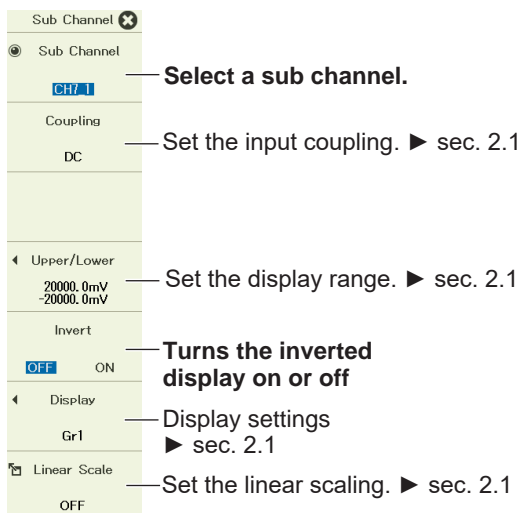 Sub Channel
Sub Channel
CH7_1
Select a sub channel.
Coupling
DC
Set the input coupling. ► sec. 2.1
Upper/Lower
20000.0mV
-20000.0mV
Set the display range. ► sec. 2.1
Invert
OFF ON
Turns the inverted
display on or off
Display
Gr1
Display settings
► sec. 2.1
Linear Scale
OFF
Set the linear scaling. ► sec. 2.1